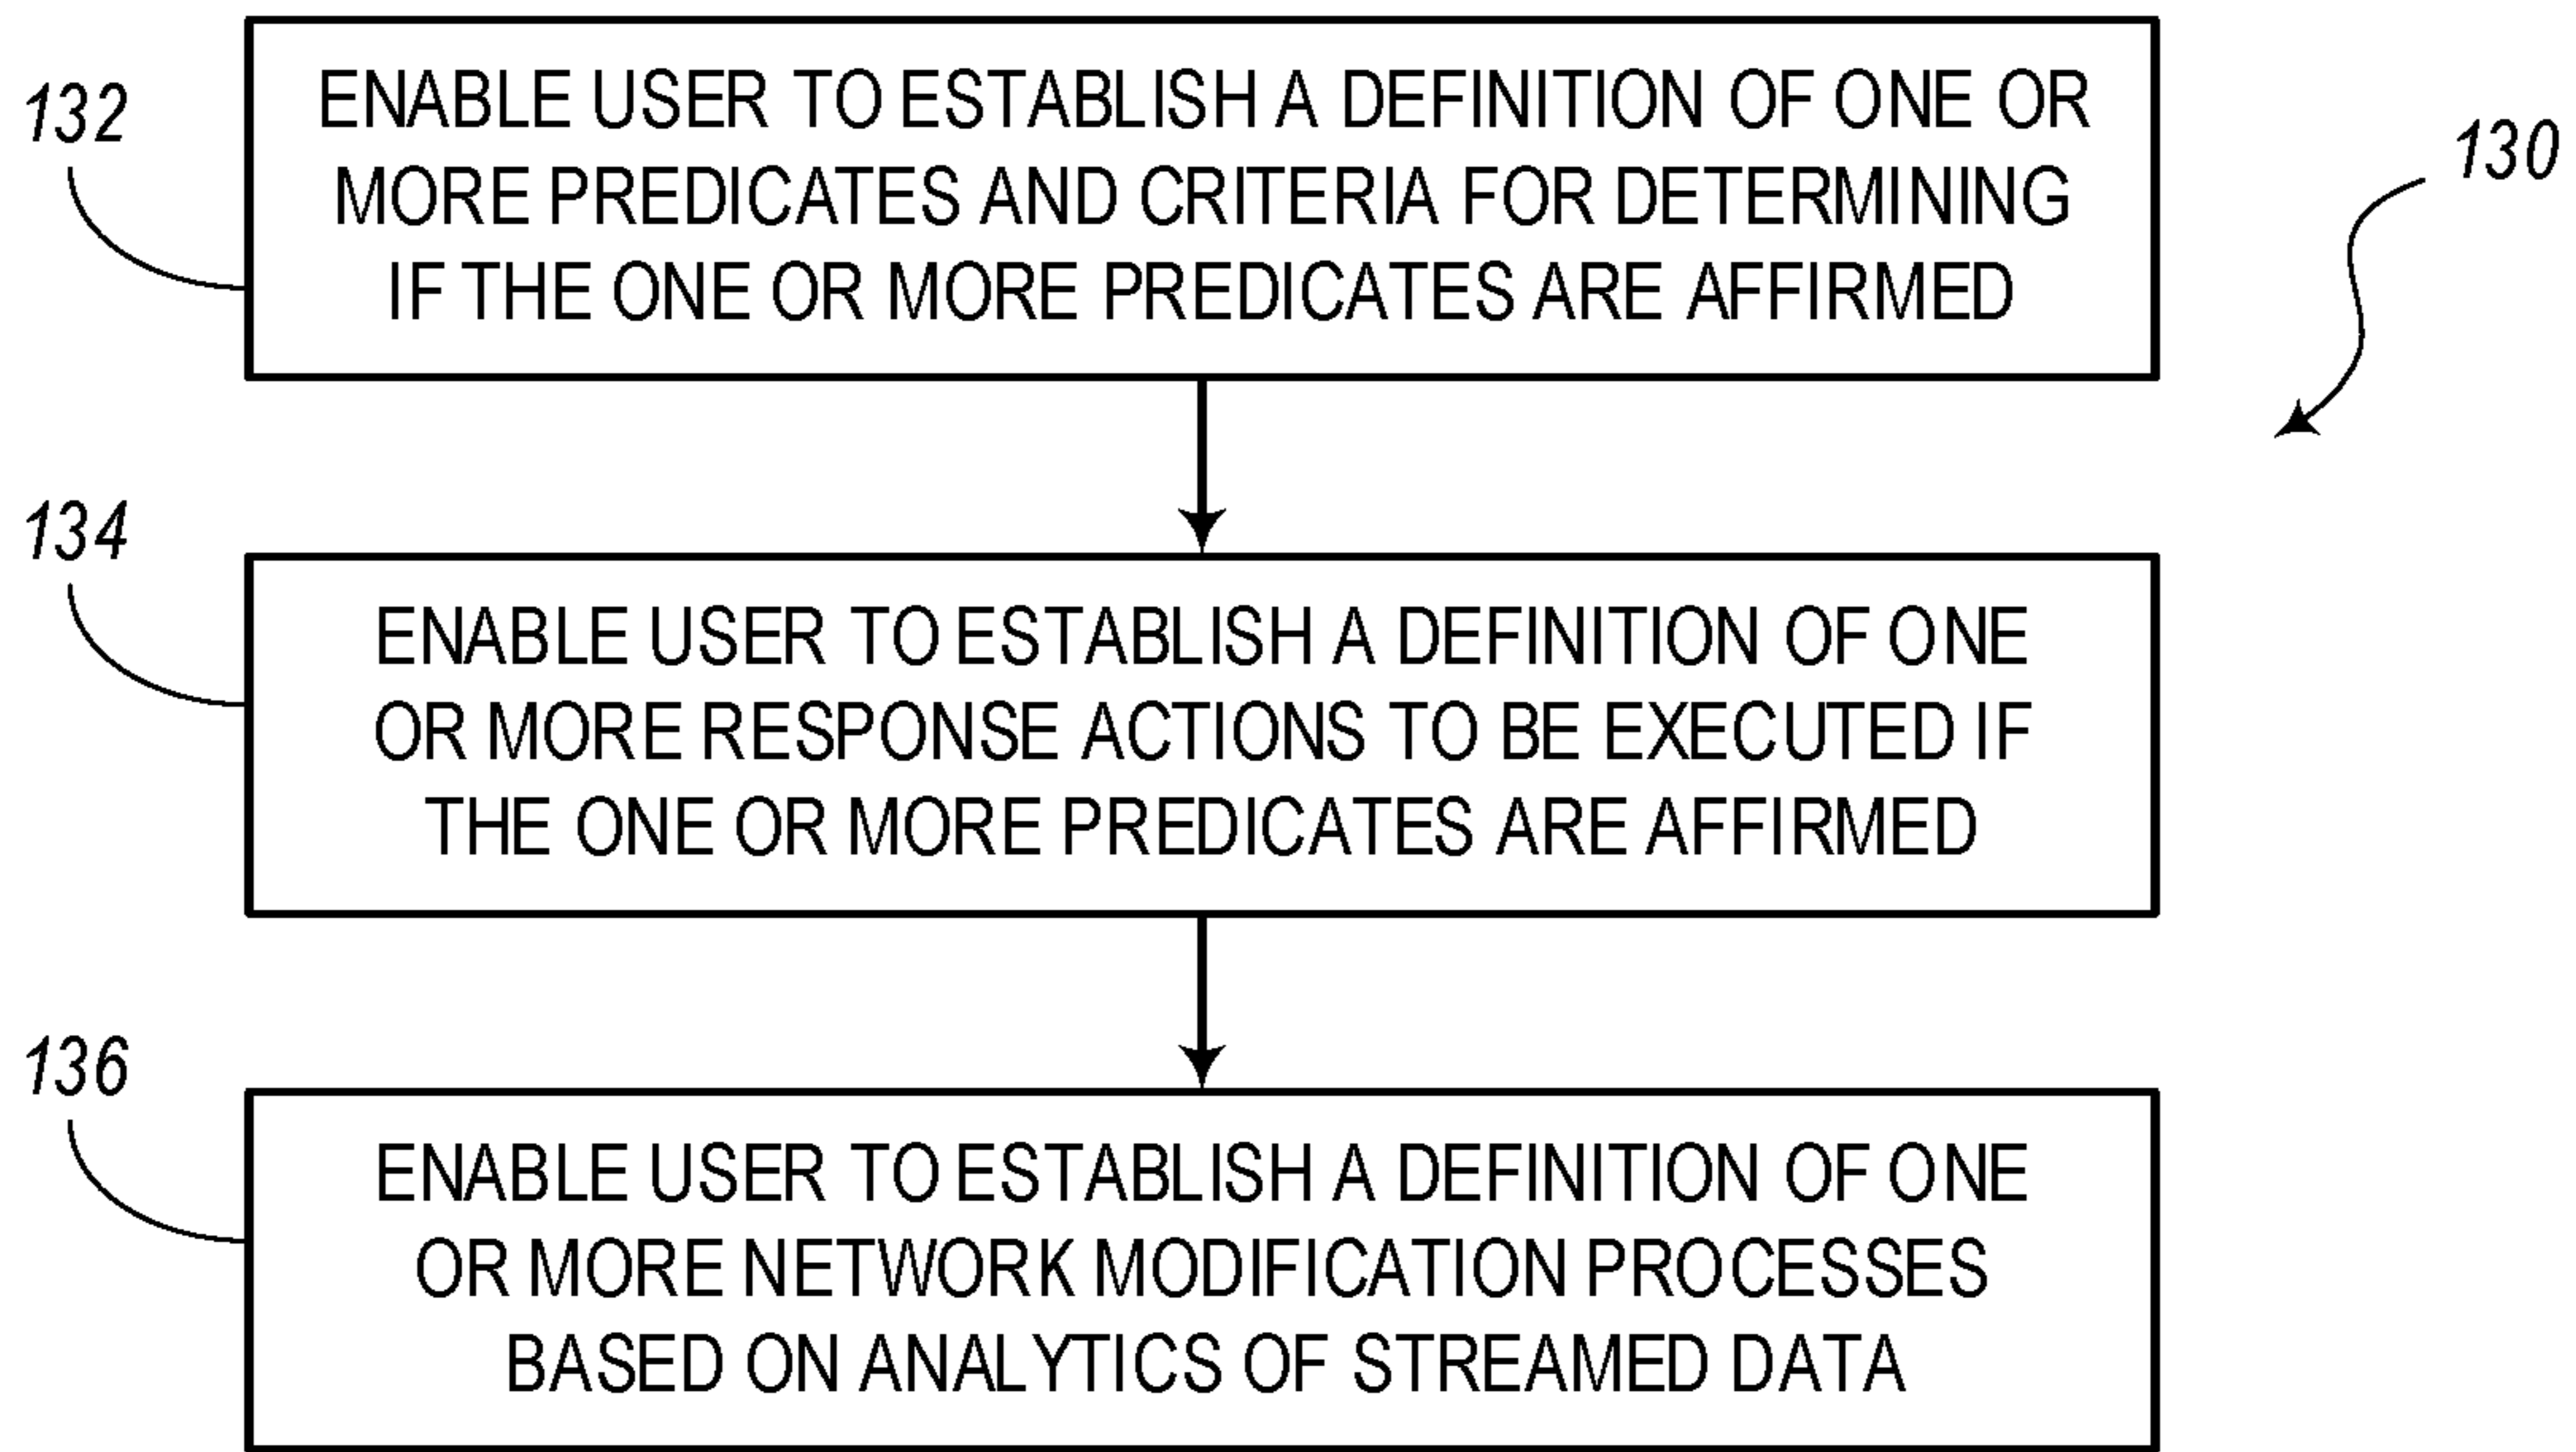 132
ENABLE USER TO ESTABLISH A DEFINITION OF ONE OR
MORE PREDICATES AND CRITERIA FOR DETERMINING
IF THE ONE OR MORE PREDICATES ARE AFFIRMED
130
134
ENABLE USER TO ESTABLISH A DEFINITION OF ONE
OR MORE RESPONSE ACTIONS TO BE EXECUTED IF
THE ONE OR MORE PREDICATES ARE AFFIRMED
136
ENABLE USER TO ESTABLISH A DEFINITION OF ONE
OR MORE NETWORK MODIFICATION PROCESSES
BASED ON ANALYTICS OF STREAMED DATA